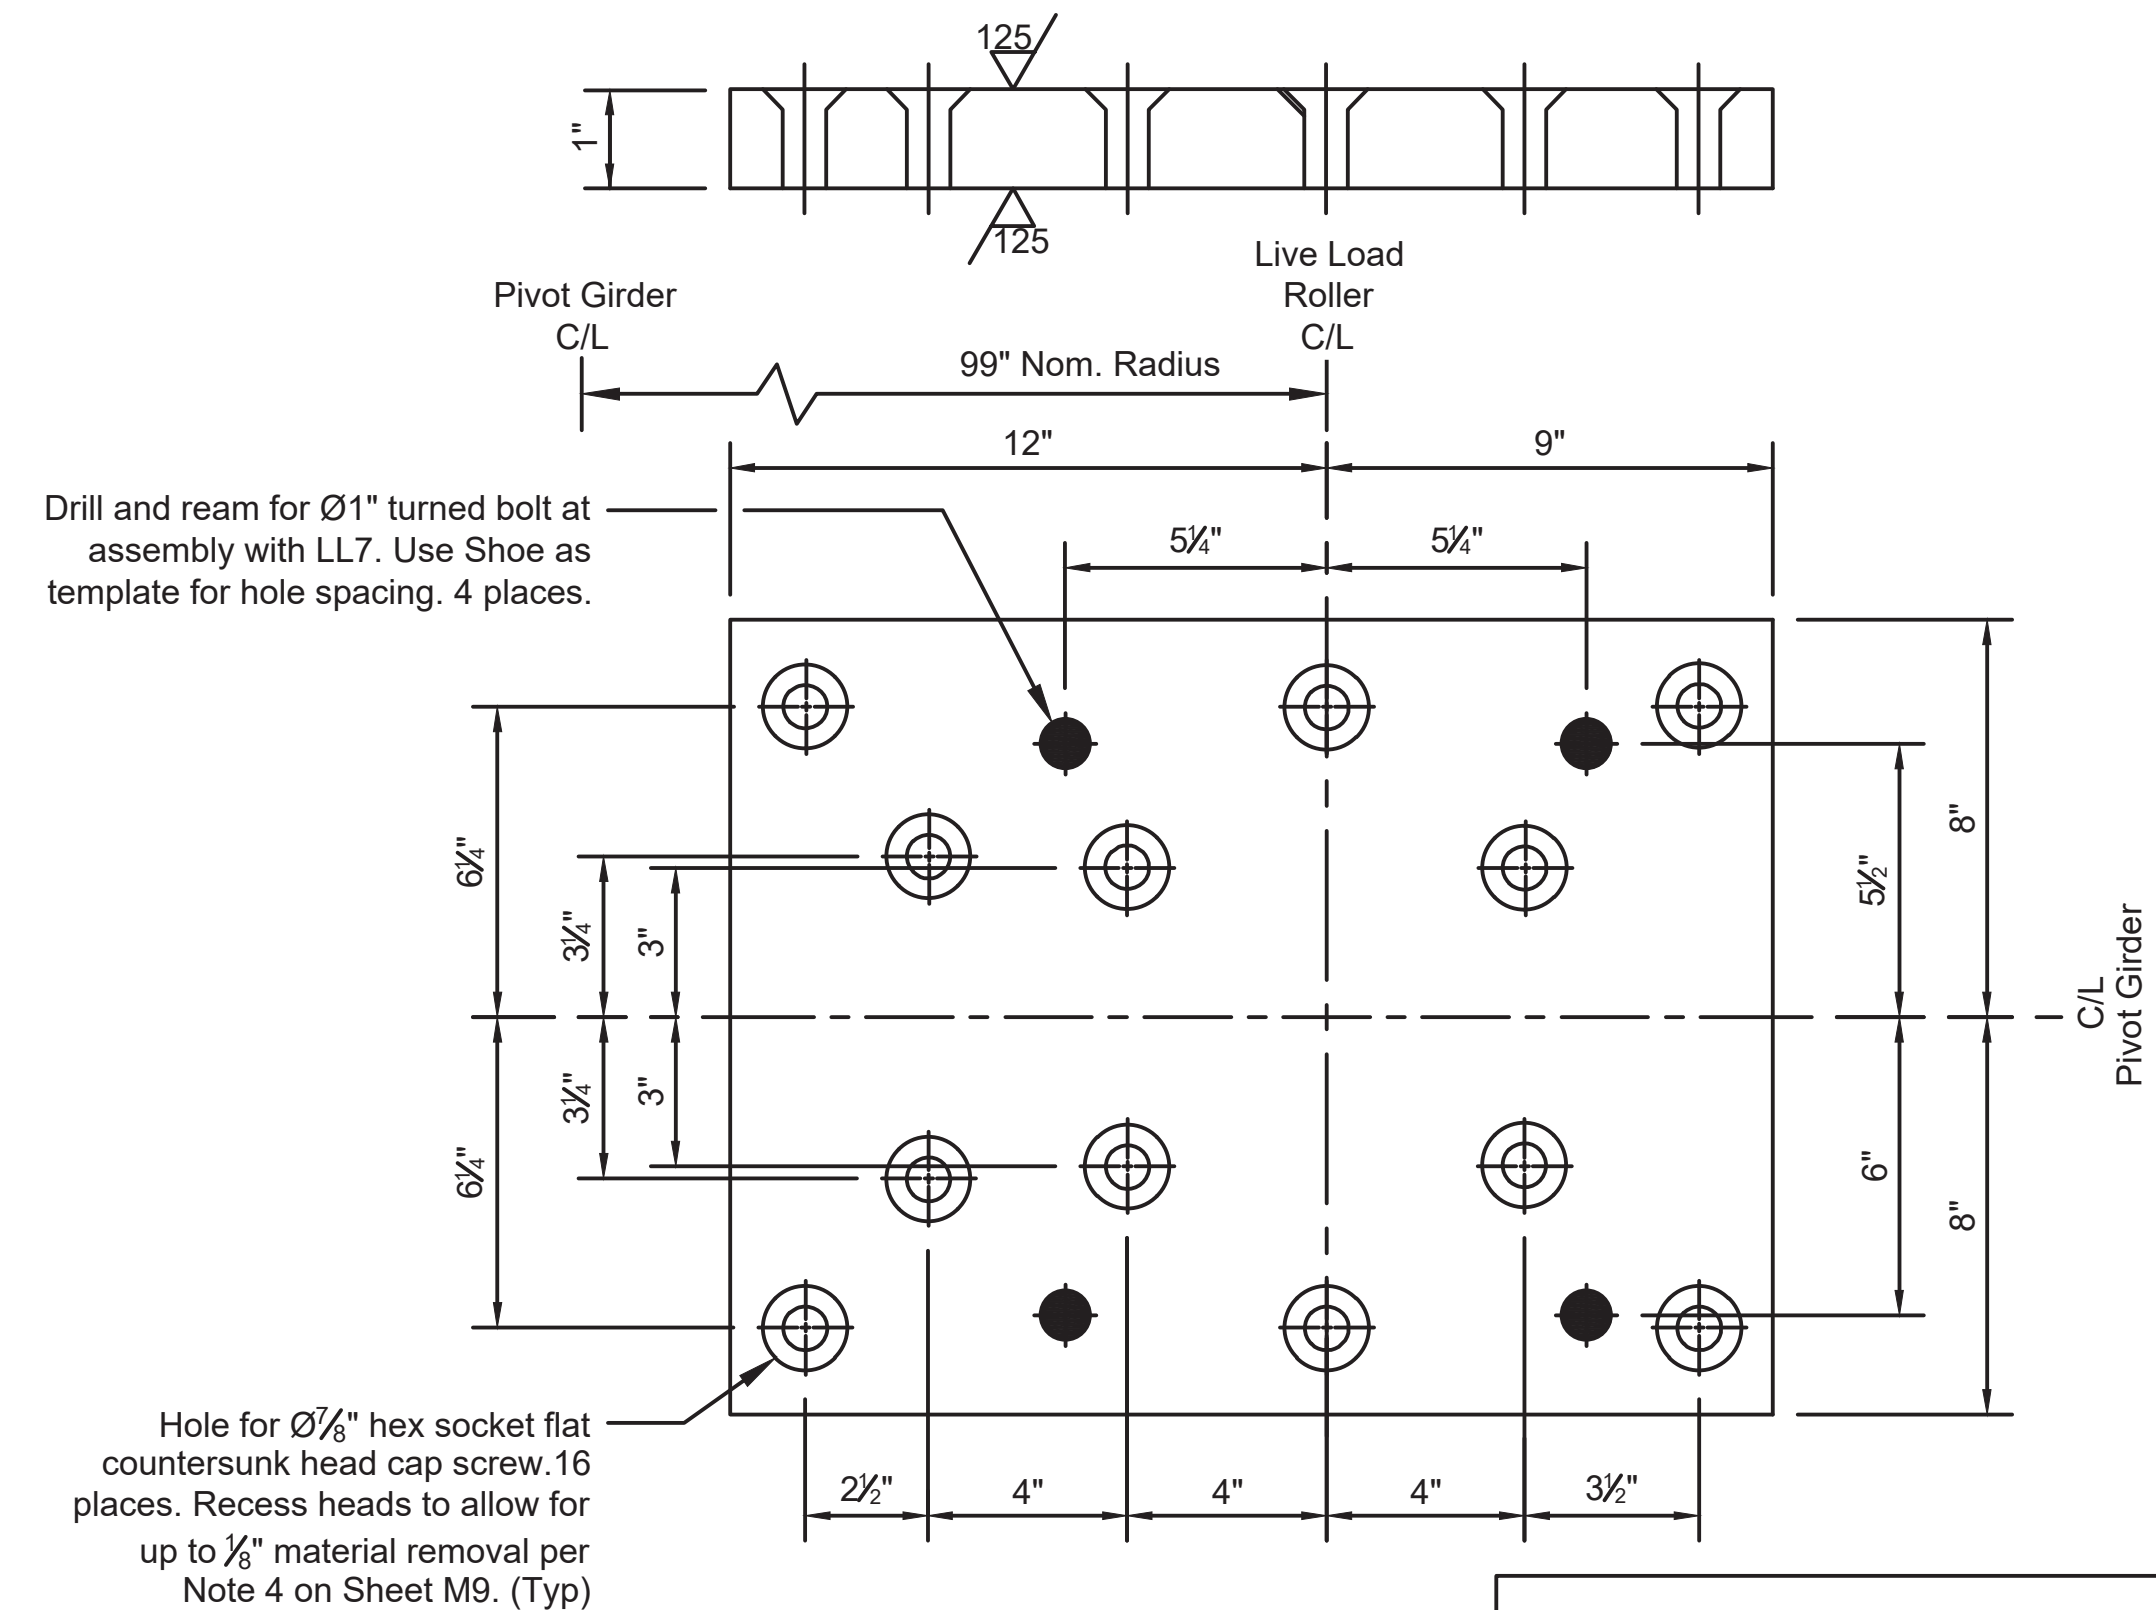 125
1"
125
Live Load
Roller
C/L
Pivot Girder
C/L
99" Nom. Radius
12"
9"
Drill and ream for Ø1" turned bolt at
assembly with LL7. Use Shoe as
template for hole spacing. 4 places.
5¼"
5¼"
6¼"
3¼"
3"
8"
5½"
C/L
Pivot Girder
6¼"
3¼"
3"
6"
8"
Hole for Ø⅞" hex socket flat
countersunk head cap screw.16
places. Recess heads to allow for
up to ⅛" material removal per
Note 4 on Sheet M9. (Typ)
2½"
4"
4"
4"
3½"